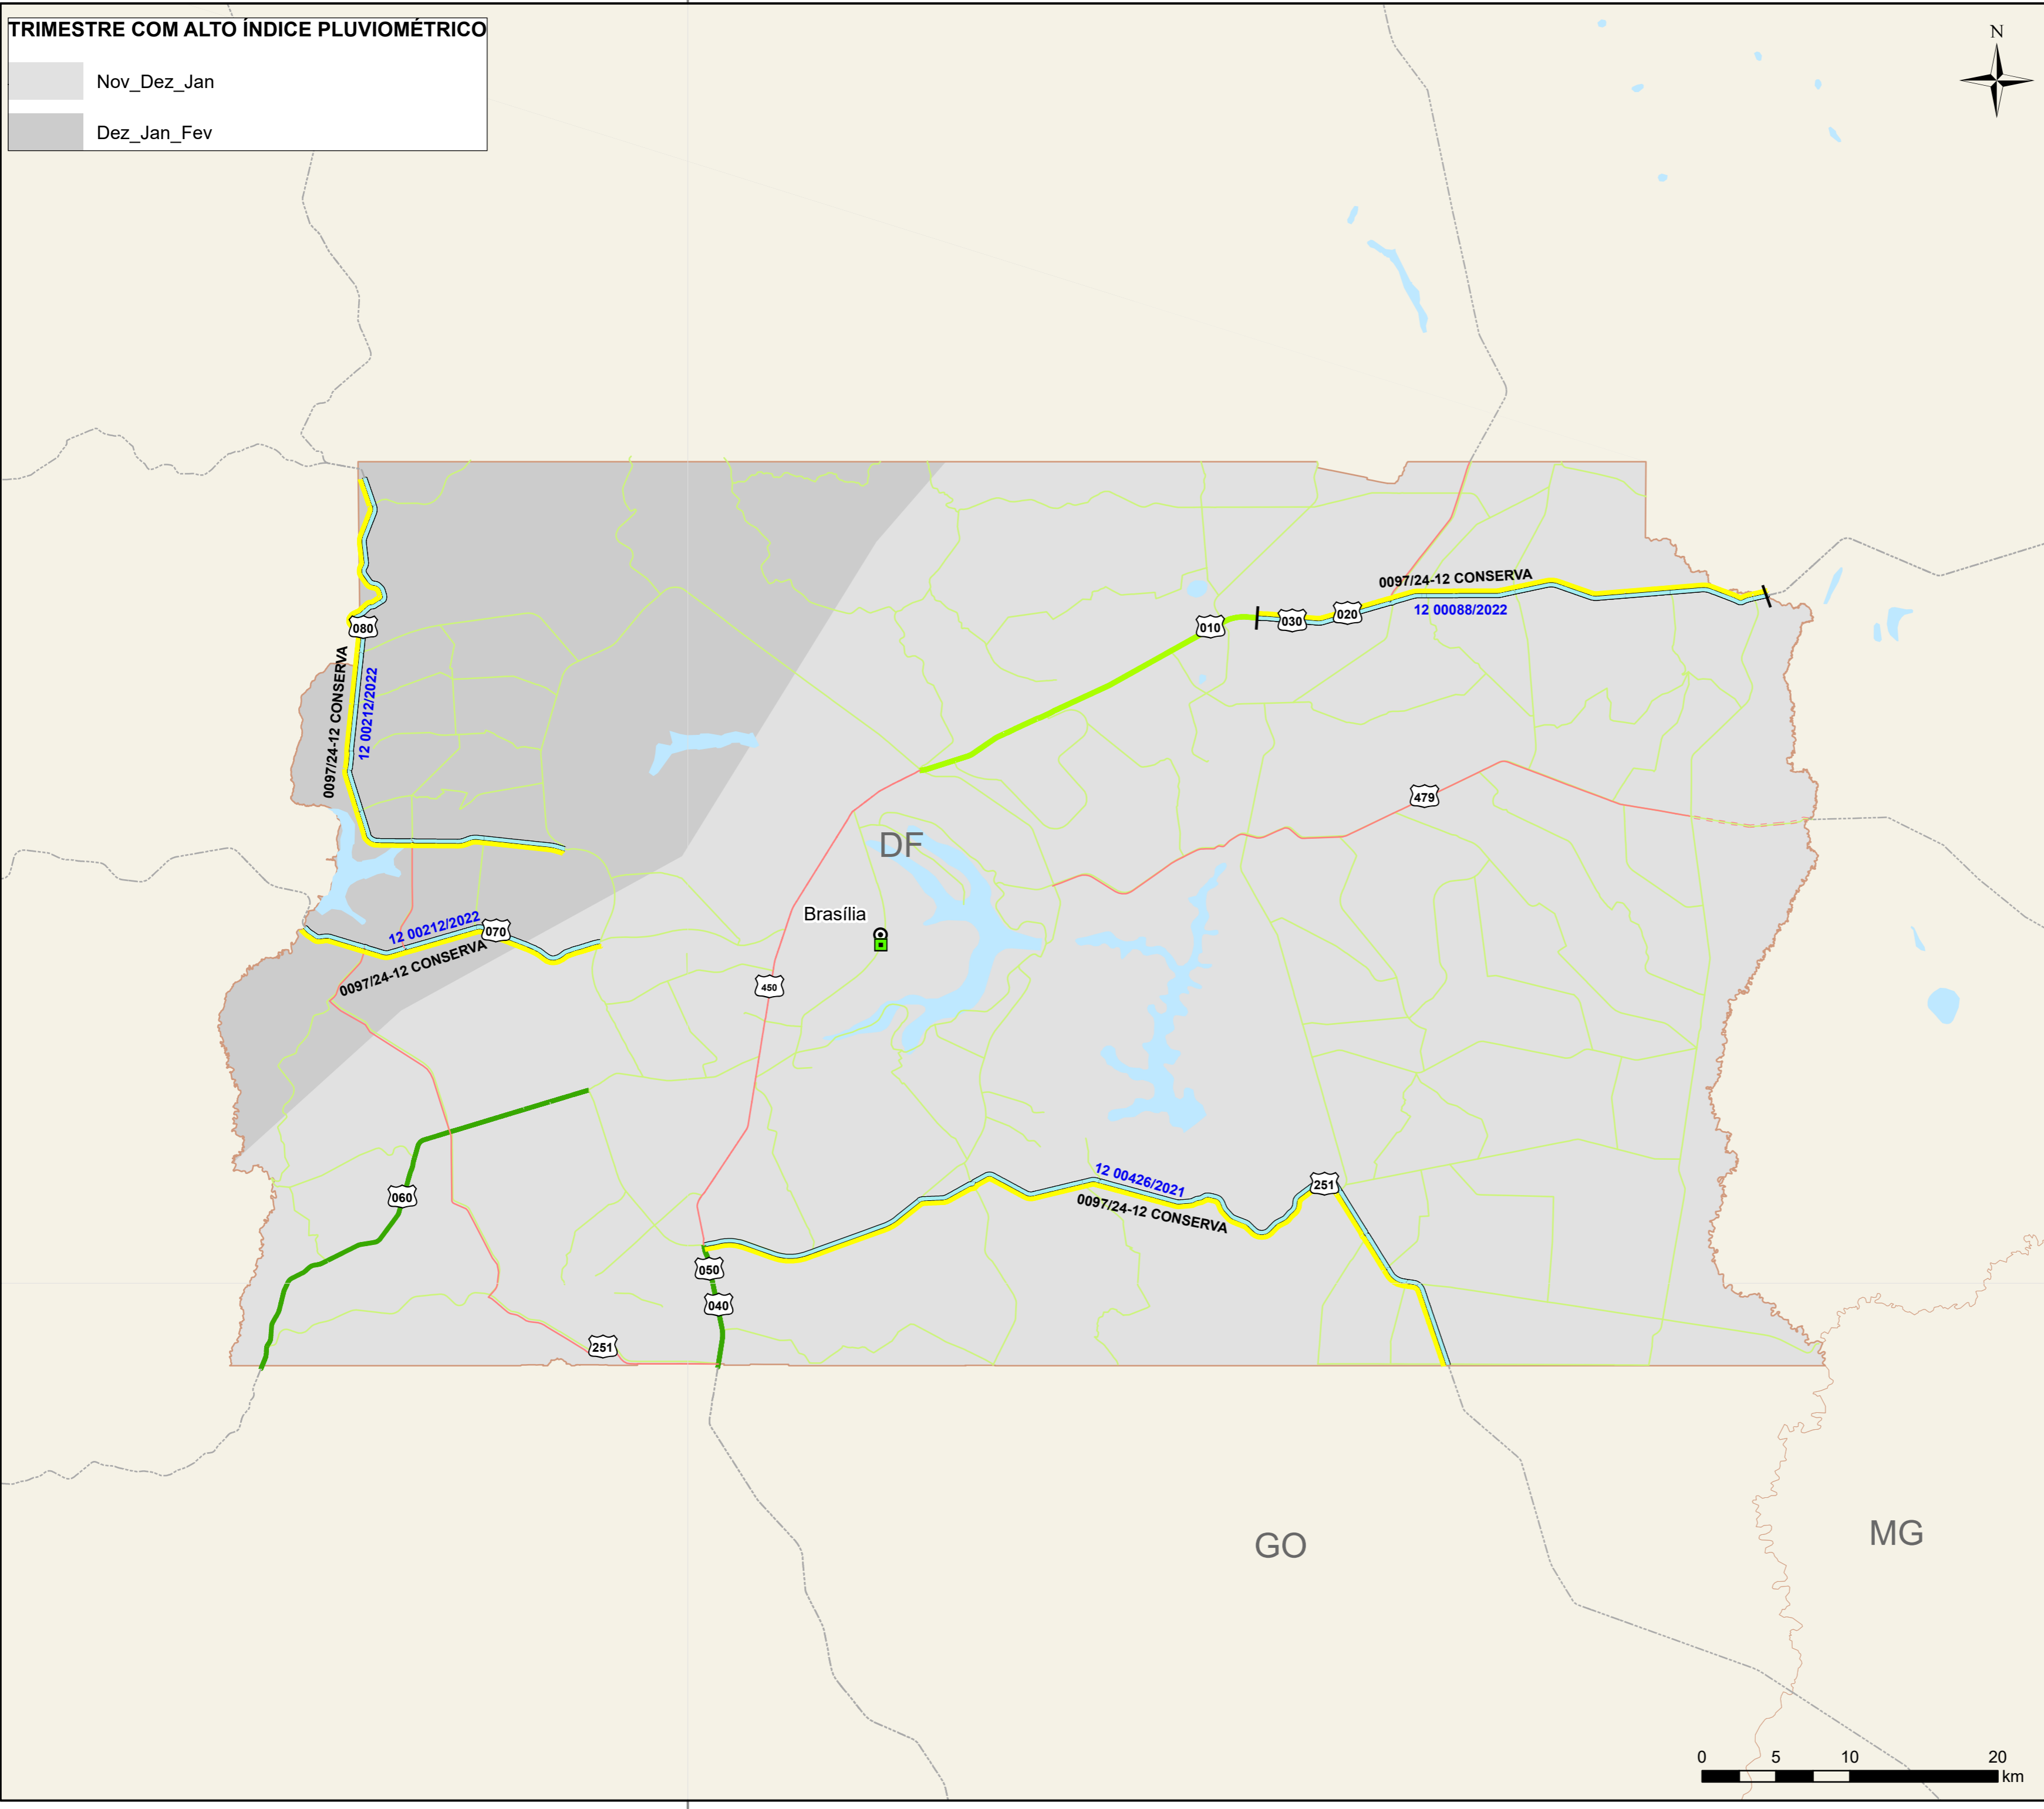 TRIMESTRE COM ALTO ÍNDICE PLUVIOMÉTRICO
Nov_Dez_Jan
Dez_Jan_Fev
N
0097/24-12 CONSERVA
12 00088/2022
010
030
020
080
0097/24-12 CONSERVA
12 00212/2022
479
DF
Brasília
12 00212/2022
070
0097/24-12 CONSERVA
450
12 00426/2021
0097/24-12 CONSERVA
251
060
050
040
251
GO
MG
0 5 10 20
km